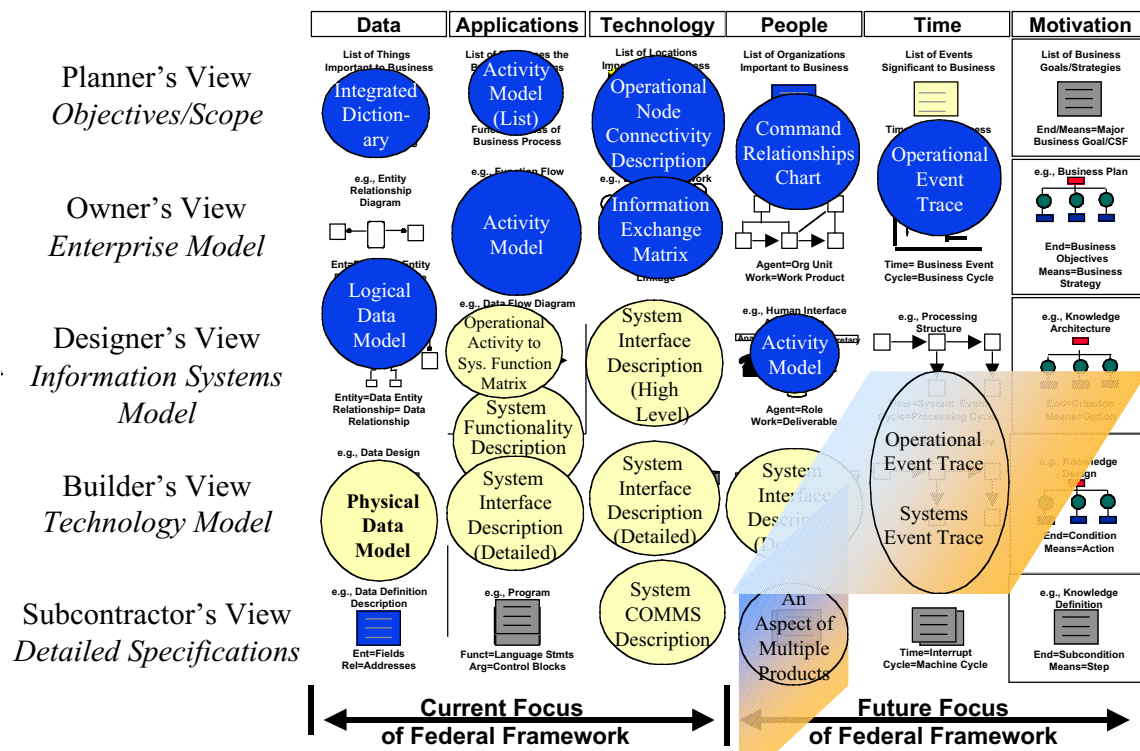 Data
Applications
Technology
People
Time
Motivation
Planner's View
Objectives/Scope
List of Things
Important to Business
Integrated
Diction-
ary
Activity
Model
(List)
Business Process
List of Locations
Operational
Node
Connectivity
Description
List of Organizations
Important to Business
Command
Relationships
Chart
List of Events
Significant to Business
Operational
Event
Trace
List of Business
Goals/Strategies
End/Means=Major
Business Goal/CSF
Owner's View
Enterprise Model
e.g., Entity
Relationship
Diagram
e.g., Function Flow
Activity
Model
Information
Exchange
Matrix
Linkage
Agent=Org Unit
Work=Work Product
Time= Business Event
Cycle=Business Cycle
e.g., Business Plan
End=Business
Objectives
Means=Business
Strategy
Designer's View
Information Systems
Model
Logical
Data
Model
Entity=Data Entity
Relationship= Data
Relationship
e.g., Data Flow Diagram
Operational
Activity to
Sys. Function
Matrix
System
Functionality
Description
System
Interface
Description
(High
Level)
e.g., Human Interface
Activity
Model
Agent=Role
Work=Deliverable
e.g., Processing
Structure
e.g., Knowledge
Architecture
End=Criterion
Means=Option
Builder's View
Technology Model
e.g., Data Design
Physical
Data
Model
System
Interface
Description
(Detailed)
System
Interface
Description
(Detailed)
System
Interface
Operational
Event Trace
Systems
Event Trace
e.g., Knowledge
Design
End=Condition
Means=Action
Subcontractor's View
Detailed Specifications
e.g., Data Definition
Description
Ent=Fields
Rel=Addresses
e.g., Program
Funct=Language Stmts
Arg=Control Blocks
System
COMMS
Description
An
Aspect of
Multiple
Products
Time=Interrupt
Cycle=Machine Cycle
e.g., Knowledge
Definition
End=Subcondition
Means=Step
Current Focus
of Federal Framework
Future Focus
of Federal Framework